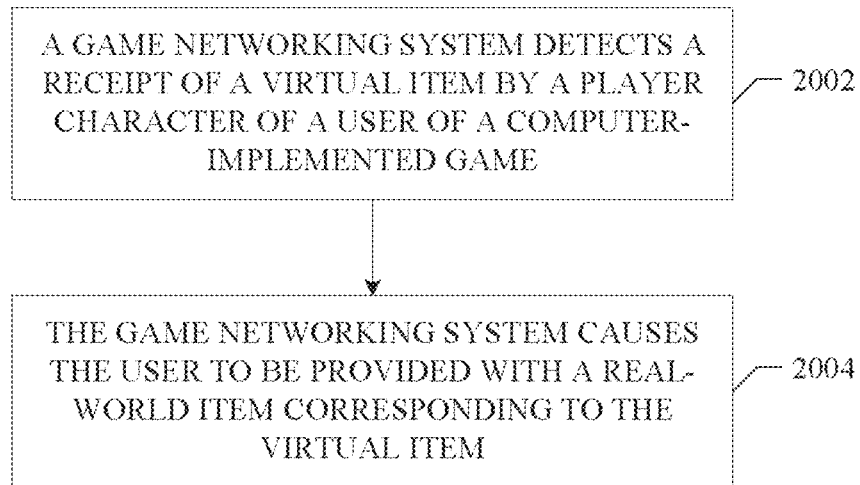 A GAME NETWORKING SYSTEM DETECTS A
RECEIPT OF A VIRTUAL ITEM BY A PLAYER
CHARACTER OF A USER OF A COMPUTER-
IMPLEMENTED GAME
2002
THE GAME NETWORKING SYSTEM CAUSES
THE USER TO BE PROVIDED WITH A REAL-
WORLD ITEM CORRESPONDING TO THE
VIRTUAL ITEM
2004